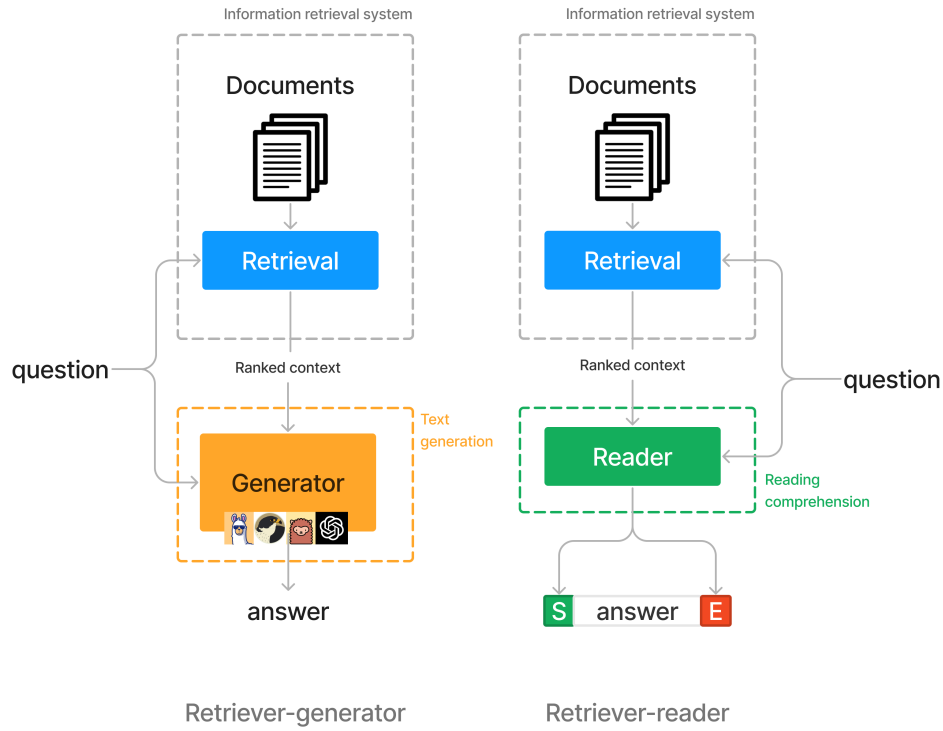 Information retrieval system
Documents
Retrieval
question
Ranked context
Text
generation
Generator
answer
Retriever-generator
Information retrieval system
Documents
Retrieval
Ranked context
question
Reader
Reading
comprehension
S answer E
Retriever-reader